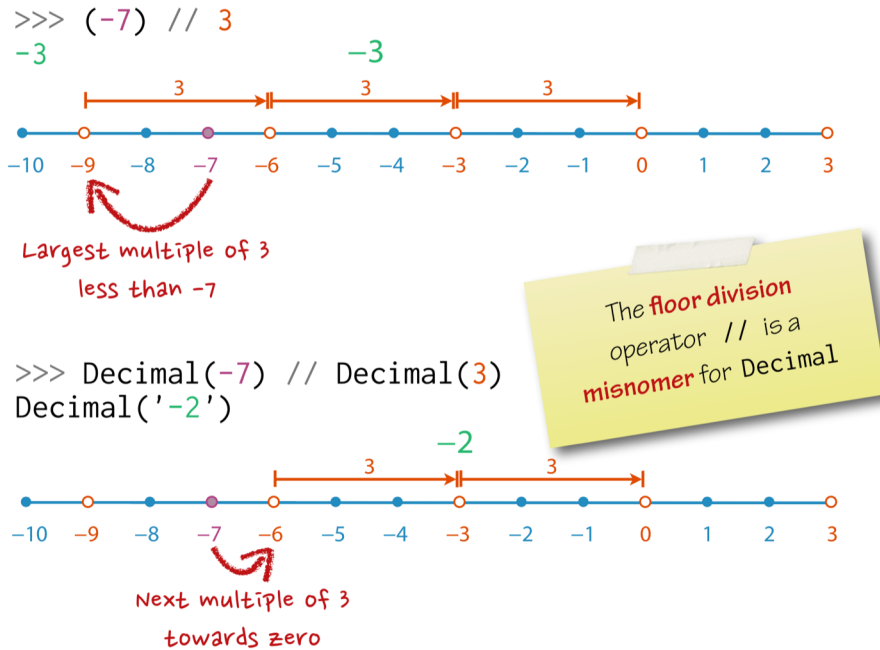 >>> (-7) // 3
-3
−3
3 3 3
−10 −9 −8 −7 −6 −5 −4 −3 −2 −1 0 1 2 3
Largest multiple of 3
less than -7
The floor division
operator // is a
misnomer for Decimal
>>> Decimal(-7) // Decimal(3)
Decimal('-2')
−2
3 3
−10 −9 −8 −7 −6 −5 −4 −3 −2 −1 0 1 2 3
Next multiple of 3
towards zero